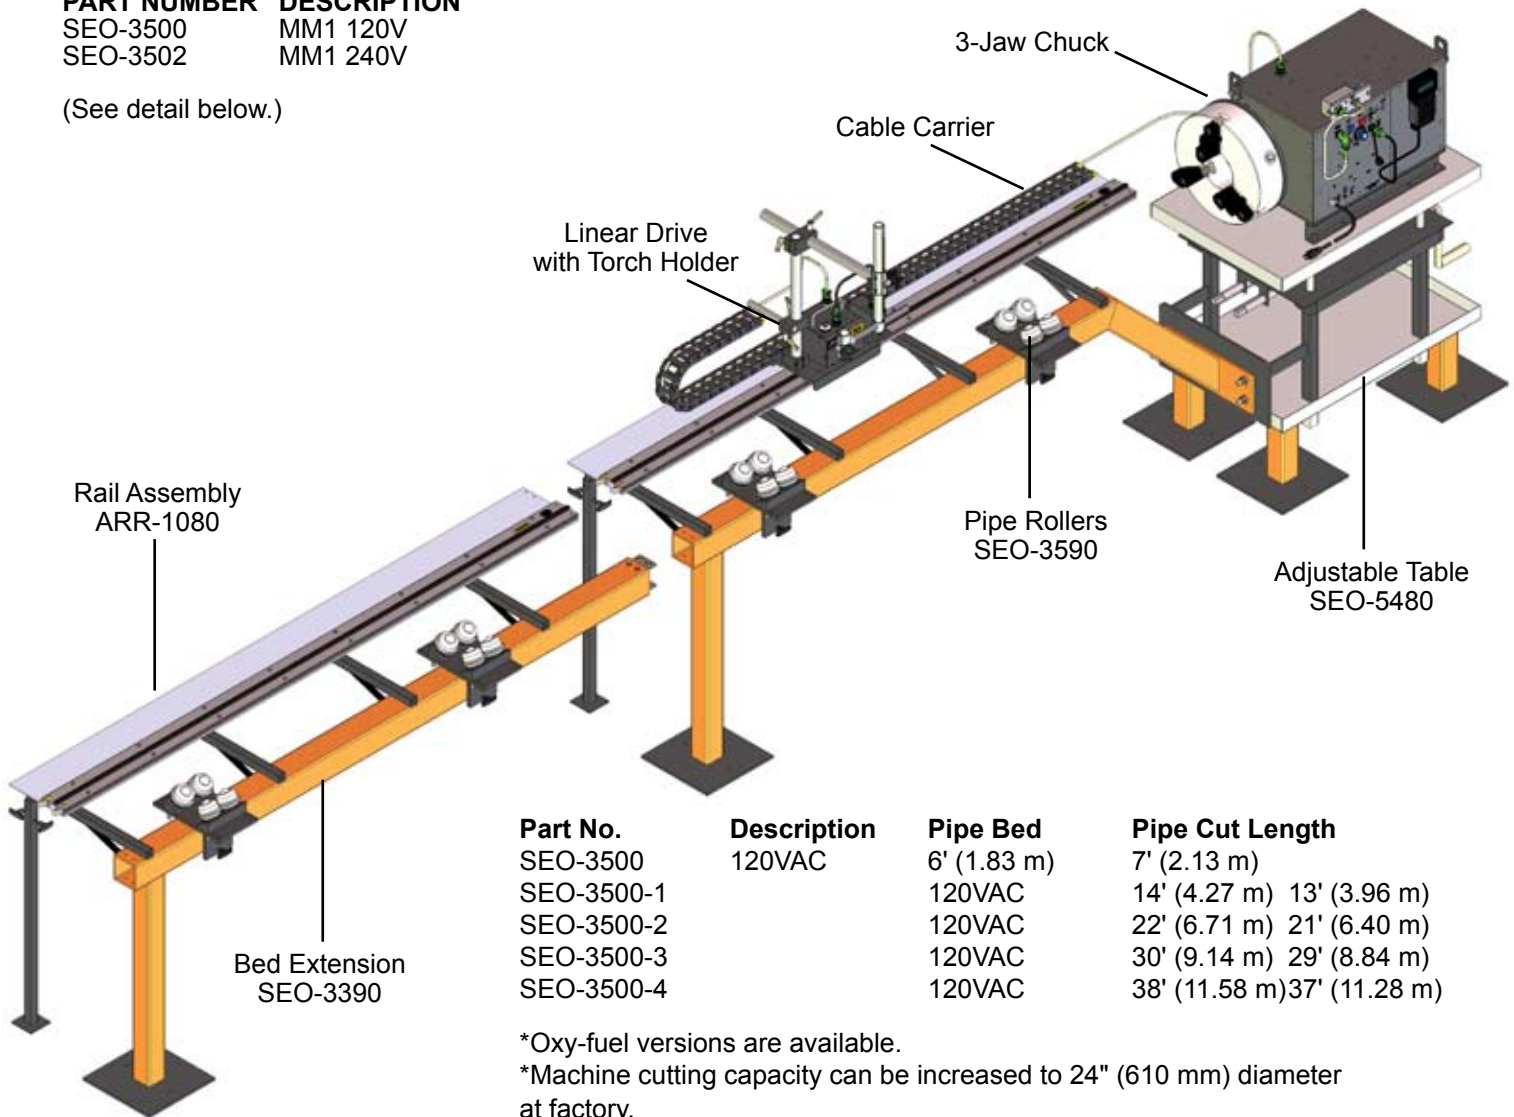 PART NUMBER DESCRIPTION
SEO-3500 MM1 120V
SEO-3502 MM1 240V
(See detail below.)
3-Jaw Chuck
Cable Carrier
Linear Drive
with Torch Holder
Rail Assembly
ARR-1080
Pipe Rollers
SEO-3590
Adjustable Table
SEO-5480
Bed Extension
SEO-3390
Part No. Description Pipe Bed Pipe Cut Length
SEO-3500 120VAC 6' (1.83 m) 7' (2.13 m)
SEO-3500-1 120VAC 14' (4.27 m) 13' (3.96 m)
SEO-3500-2 120VAC 22' (6.71 m) 21' (6.40 m)
SEO-3500-3 120VAC 30' (9.14 m) 29' (8.84 m)
SEO-3500-4 120VAC 38' (11.58 m)37' (11.28 m)
*Oxy-fuel versions are available.
*Machine cutting capacity can be increased to 24" (610 mm) diameter
at factory.